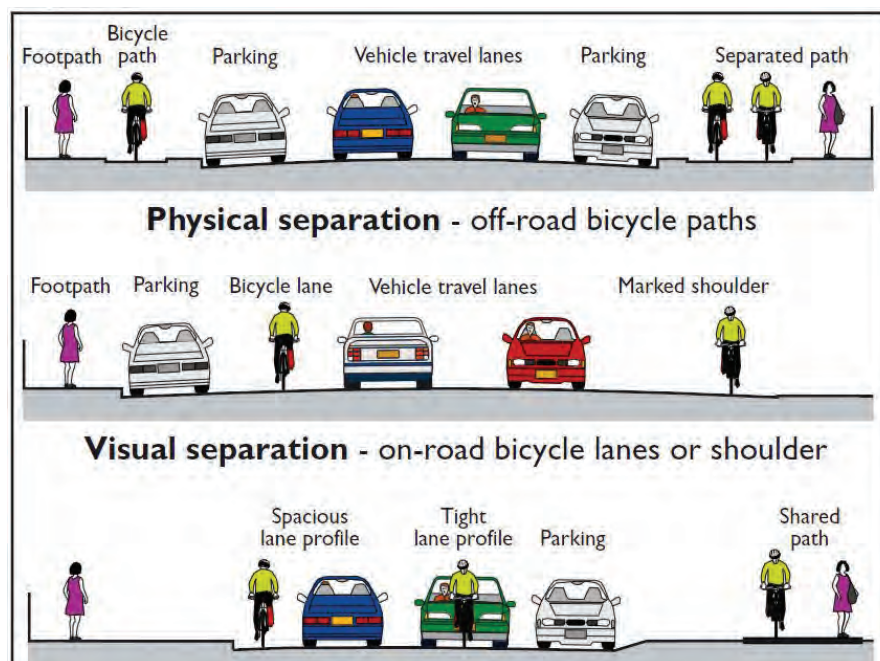 Footpath
Bicycle
path
Parking
Vehicle travel lanes
Parking
Separated path
Physical separation - off-road bicycle paths
Footpath
Parking
Bicycle lane
Vehicle travel lanes
Marked shoulder
Visual separation - on-road bicycle lanes or shoulder
Spacious
lane profile
Tight
lane profile
Parking
Shared
path